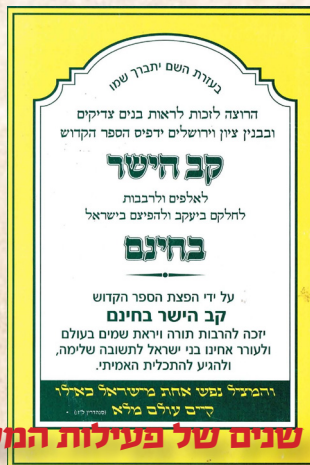 בעזרת השם יתברך שמו
הרוצה לזכות לראות בנים צדיקים
ובבנין ציון וירושלים ידפיס הספר הקדוש
קב הישר
לאלפים ולרבבות
לחלקם ביעקב ולהפיצם בישראל
בחינם
על ידי הפצת הספר הקדוש
קב הישר בחינם
יזכה להרבות תורה ויראת שמים בעולם
ולעורר אחינו בני ישראל לתשובה שלימה,
ולהגיע להתכלית האמיתי.
והמציל נפש אחת מישראל כאילו
קיים עולם מלא (סנהדרין ל"ז) •
שנים של פעילות